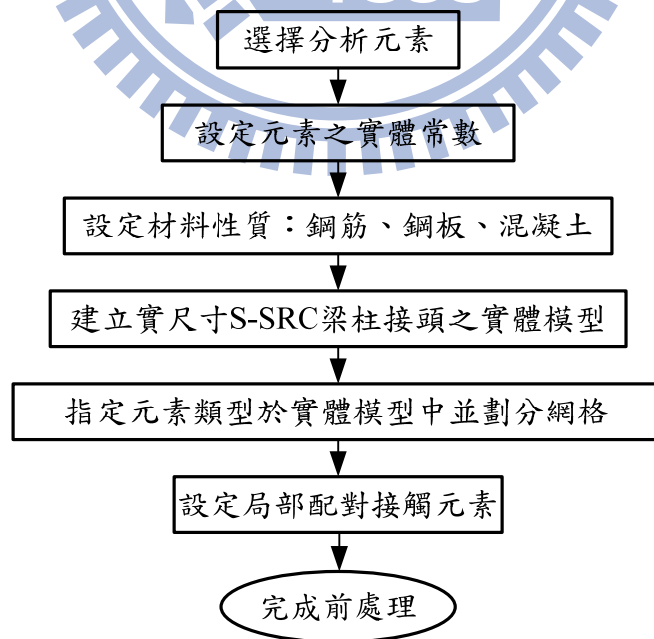 選擇分析元素
設定元素之實體常數
設定材料性質：鋼筋、鋼板、混凝土
建立實尺寸S-SRC梁柱接頭之實體模型
指定元素類型於實體模型中並劃分網格
設定局部配對接觸元素
完成前處理